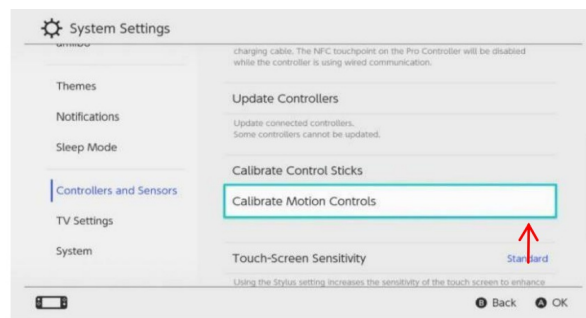 System Settings
amiibo
Themes
Notifications
Sleep Mode
Controllers and Sensors
TV Settings
System
charging cable. The NFC touchpoint on the Pro Controller will be disabled
while the controller is using wired communication.
Update Controllers
Update connected controllers.
Some controllers cannot be updated.
Calibrate Control Sticks
Calibrate Motion Controls
Touch-Screen Sensitivity
Standard
Using the Stylus setting increases the sensitivity of the touch screen to enhance
B Back
A OK